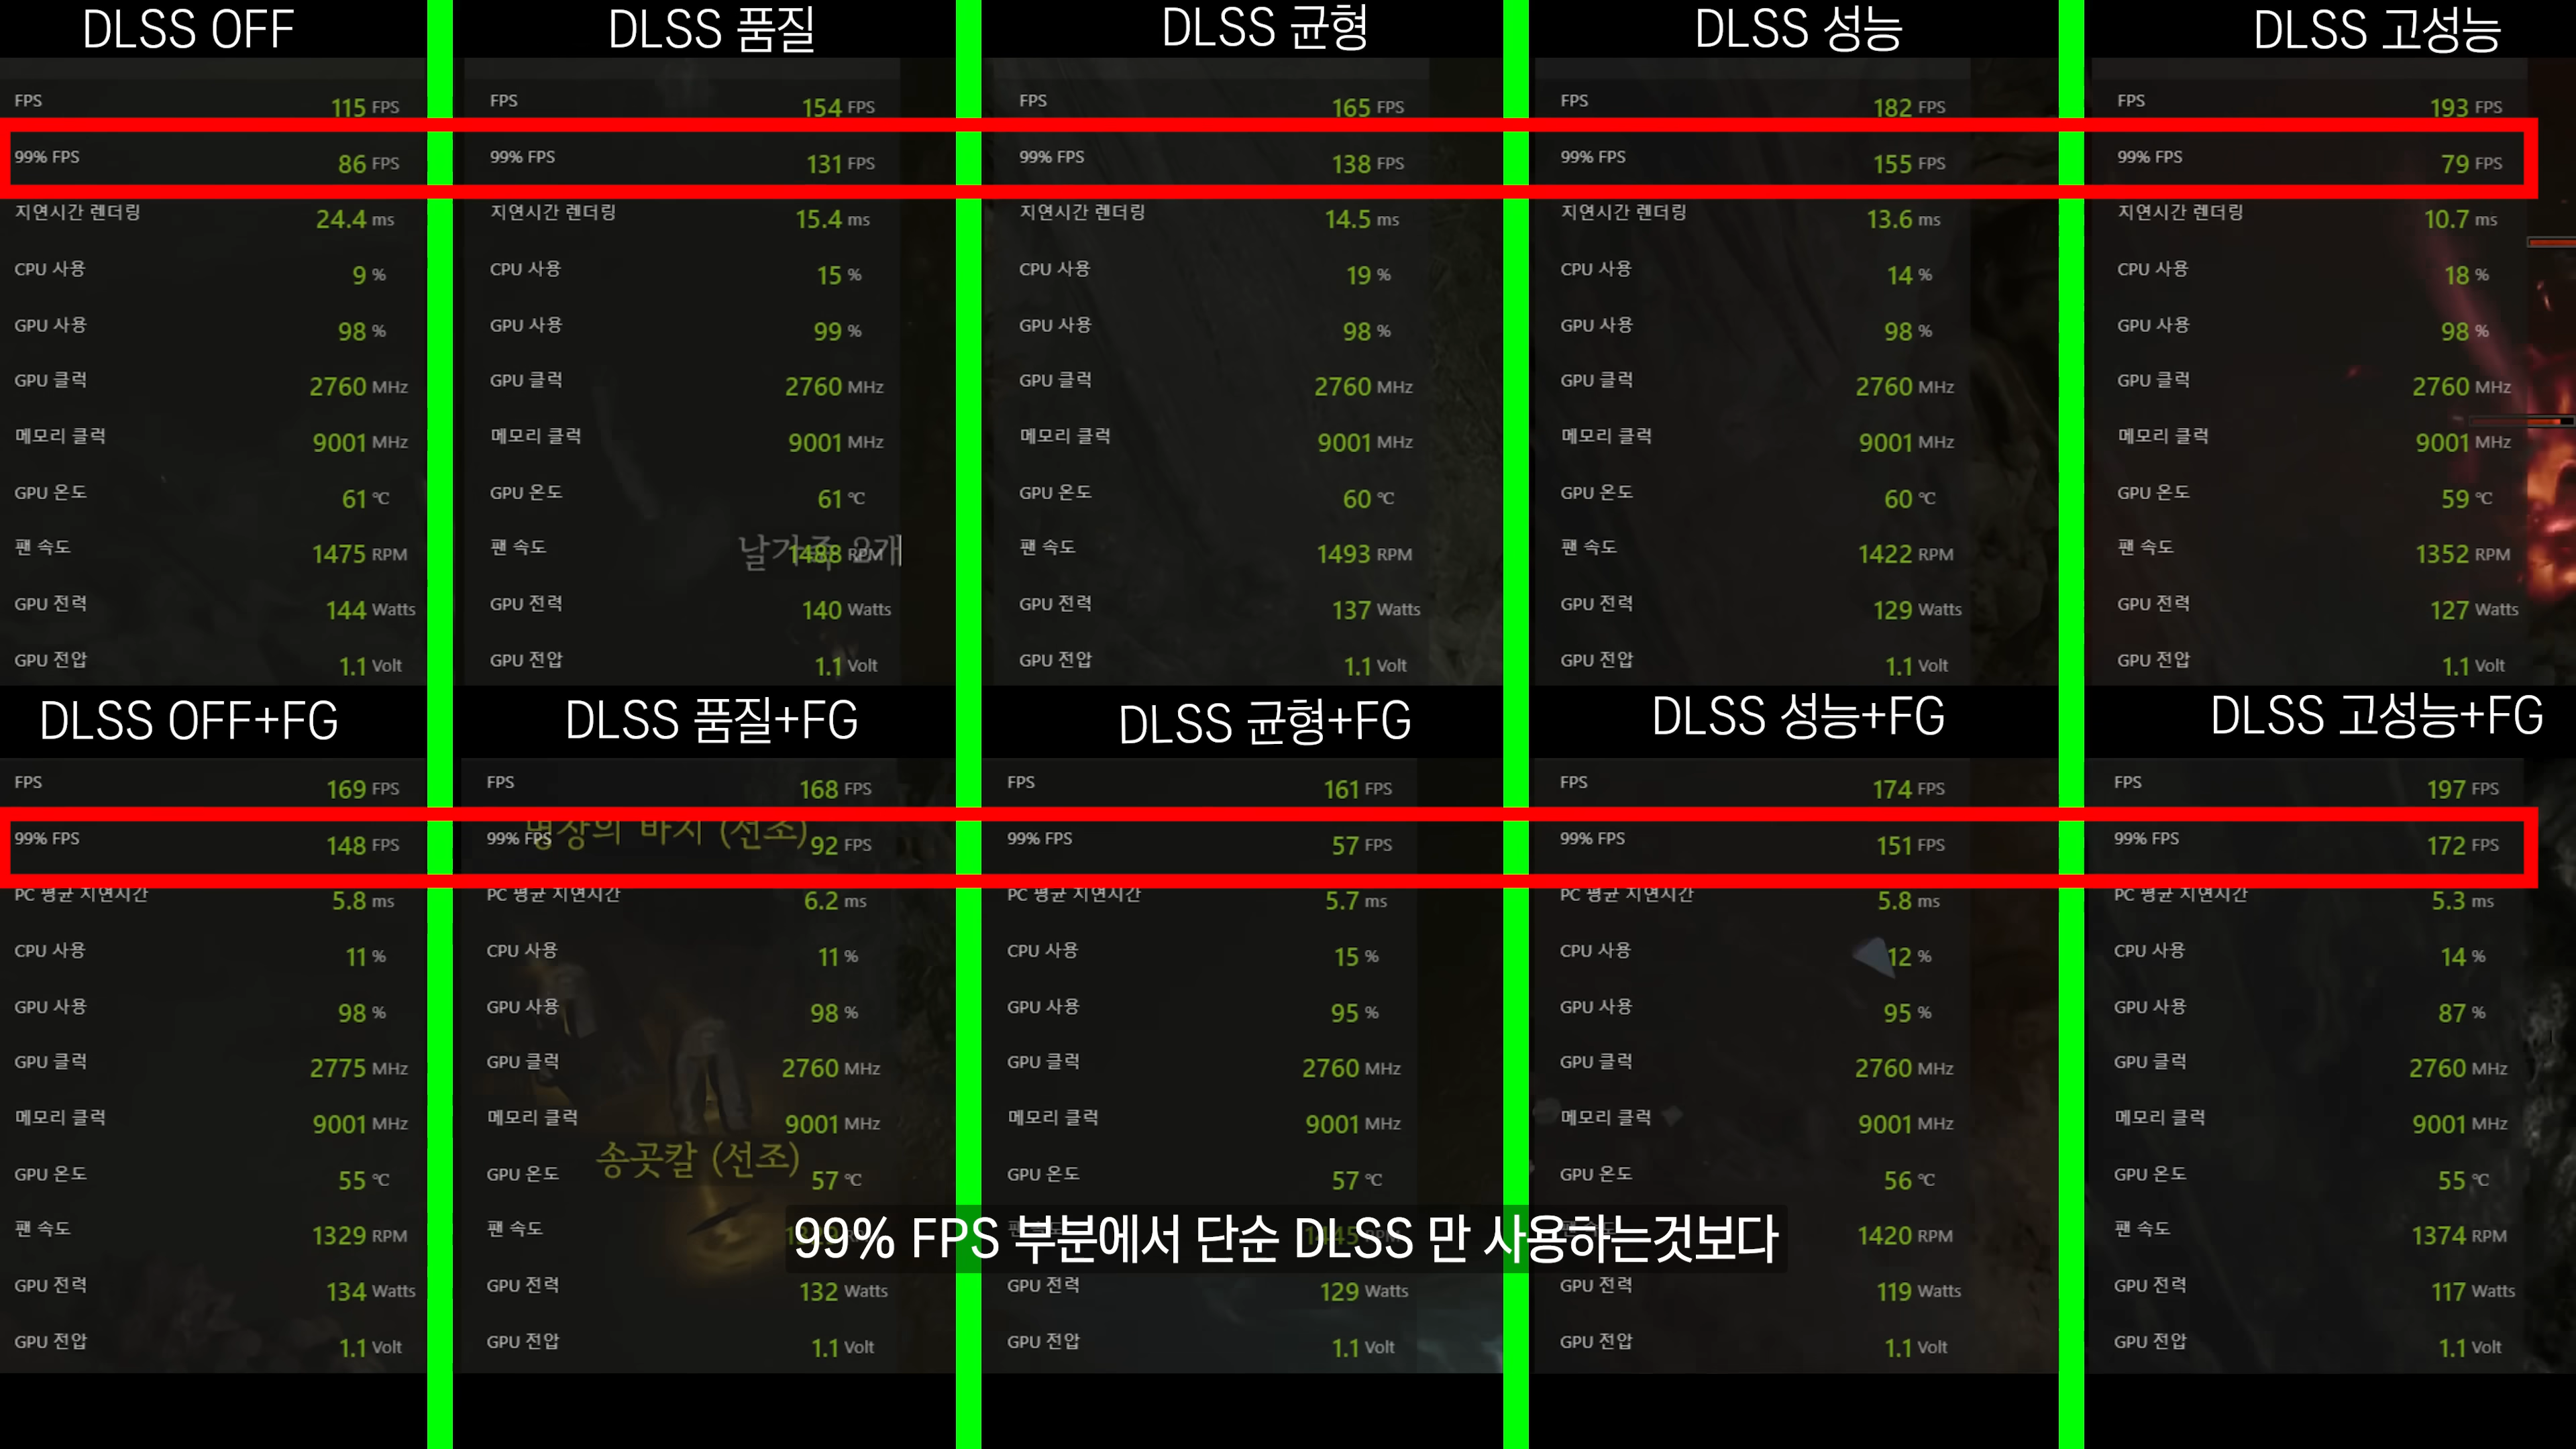 DLSS OFF
FPS 115 FPS
99% FPS 86 FPS
지연시간 렌더링 24.4 ms
CPU 사용 9 %
GPU 사용 98 %
GPU 클럭 2760 MHz
메모리 클럭 9001 MHz
GPU 온도 61 ℃
팬 속도 1475 RPM
GPU 전력 144 Watts
GPU 전압 1.1 Volt
DLSS 품질
FPS 154 FPS
99% FPS 131 FPS
지연시간 렌더링 15.4 ms
CPU 사용 15 %
GPU 사용 99 %
GPU 클럭 2760 MHz
메모리 클럭 9001 MHz
GPU 온도 61 ℃
팬 속도 1488 RPM
GPU 전력 140 Watts
GPU 전압 1.1 Volt
DLSS 균형
FPS 165 FPS
99% FPS 138 FPS
지연시간 렌더링 14.5 ms
CPU 사용 19 %
GPU 사용 98 %
GPU 클럭 2760 MHz
메모리 클럭 9001 MHz
GPU 온도 60 ℃
팬 속도 1493 RPM
GPU 전력 137 Watts
GPU 전압 1.1 Volt
DLSS 성능
FPS 182 FPS
99% FPS 155 FPS
지연시간 렌더링 13.6 ms
CPU 사용 14 %
GPU 사용 98 %
GPU 클럭 2760 MHz
메모리 클럭 9001 MHz
GPU 온도 60 ℃
팬 속도 1422 RPM
GPU 전력 129 Watts
GPU 전압 1.1 Volt
DLSS 고성능
FPS 193 FPS
99% FPS 79 FPS
지연시간 렌더링 10.7 ms
CPU 사용 18 %
GPU 사용 98 %
GPU 클럭 2760 MHz
메모리 클럭 9001 MHz
GPU 온도 59 ℃
팬 속도 1352 RPM
GPU 전력 127 Watts
GPU 전압 1.1 Volt
DLSS OFF+FG
FPS 169 FPS
99% FPS 148 FPS
PC 평균 지연시간 5.8 ms
CPU 사용 11 %
GPU 사용 98 %
GPU 클럭 2775 MHz
메모리 클럭 9001 MHz
GPU 온도 55 ℃
팬 속도 1329 RPM
GPU 전력 134 Watts
GPU 전압 1.1 Volt
DLSS 품질+FG
FPS 168 FPS
99% FPS 92 FPS
바지 (선조)
PC 평균 지연시간 6.2 ms
CPU 사용 11 %
GPU 사용 98 %
GPU 클럭 2760 MHz
메모리 클럭 9001 MHz
송곳칼 (선조)
GPU 온도 57 ℃
팬 속도
GPU 전력 132 Watts
GPU 전압 1.1 Volt
DLSS 균형+FG
FPS 161 FPS
99% FPS 57 FPS
PC 평균 지연시간 5.7 ms
CPU 사용 15 %
GPU 사용 95 %
GPU 클럭 2760 MHz
메모리 클럭 9001 MHz
GPU 온도 57 ℃
GPU 전력 129 Watts
GPU 전압 1.1 Volt
DLSS 성능+FG
FPS 174 FPS
99% FPS 151 FPS
PC 평균 지연시간 5.8 ms
CPU 사용 12 %
GPU 사용 95 %
GPU 클럭 2760 MHz
메모리 클럭 9001 MHz
GPU 온도 56 ℃
1420 RPM
GPU 전력 119 Watts
GPU 전압 1.1 Volt
DLSS 고성능+FG
FPS 197 FPS
99% FPS 172 FPS
PC 평균 지연시간 5.3 ms
CPU 사용 14 %
GPU 사용 87 %
GPU 클럭 2760 MHz
메모리 클럭 9001 MHz
GPU 온도 55 ℃
팬 속도 1374 RPM
GPU 전력 117 Watts
GPU 전압 1.1 Volt
99% FPS 부분에서 단순 DLSS 만 사용하는것보다